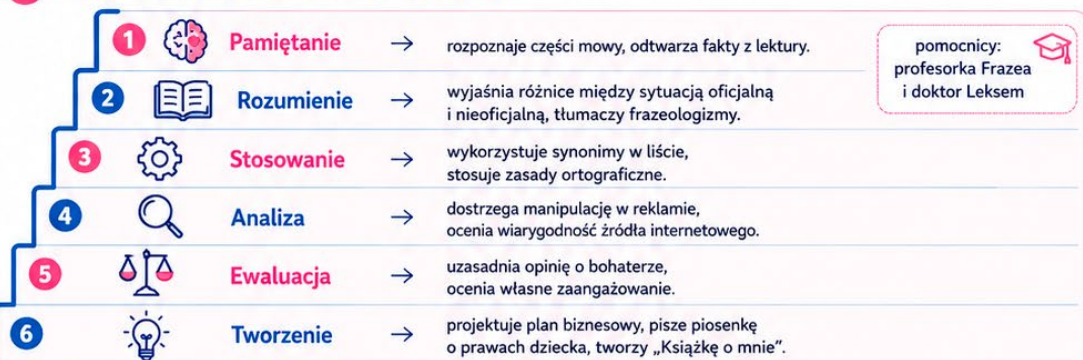 1 Pamiętanie → rozpoznaje części mowy, odtwarza fakty z lektury.
pomocnicy:
profesorka Frazea
i doktor Leksem
2 Rozumienie → wyjaśnia różnice między sytuacją oficjalną
i nieoficjalną, tłumaczy frazeologizmy.
3 Stosowanie → wykorzystuje synonimy w liście,
stosuje zasady ortograficzne.
4 Analiza → dostrzega manipulację w reklamie,
ocenia wiarygodność źródła internetowego.
5 Ewaluacja → uzasadnia opinię o bohaterze,
ocenia własne zaangażowanie.
6 Tworzenie → projektuje plan biznesowy, pisze piosenkę
o prawach dziecka, tworzy „Książkę o mnie”.